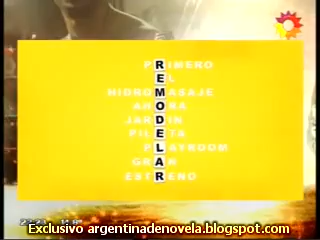 PRIMERO
EL
HIDROMASAJE
AHORA
JARDIN
PILETA
PLAYROOM
GRAN
ESTRENO
Exclusivo argentinadenovela.blogspot.com